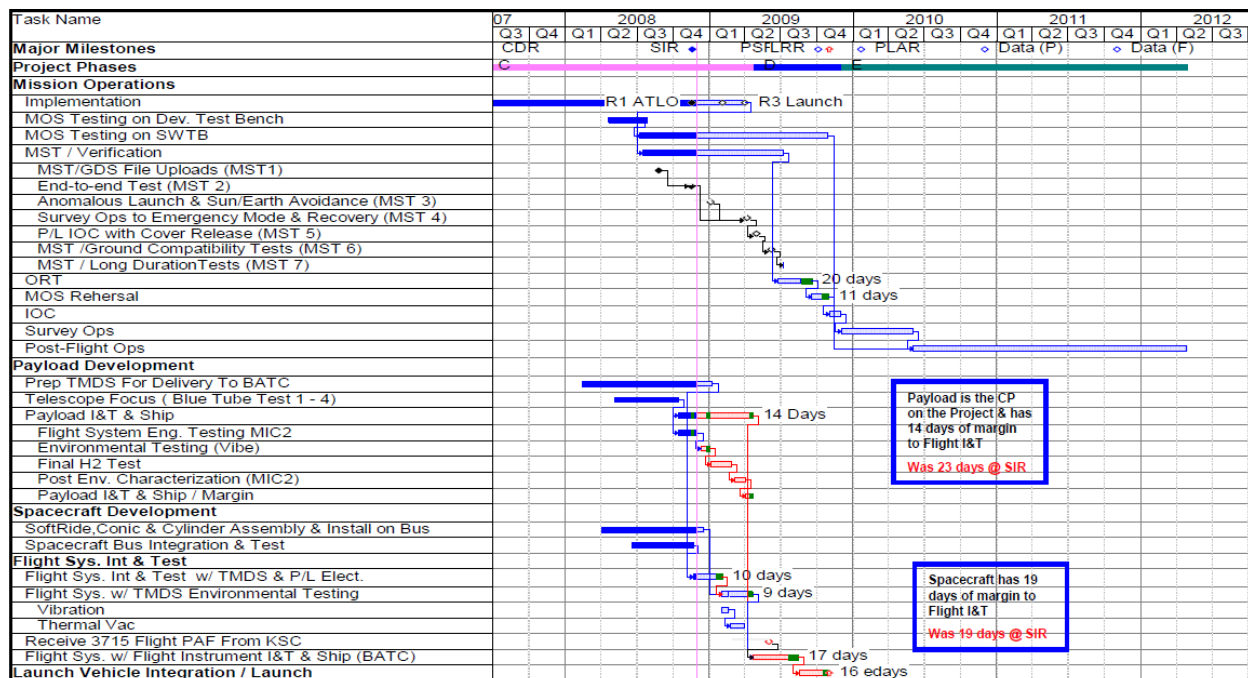 Task Name 07 2008 2009 2010 2011 2012
Q3 Q4 Q1 Q2 Q3 Q4 Q1 Q2 Q3 Q4 Q1 Q2 Q3 Q4 Q1 Q2 Q3 Q4 Q1 Q2 Q3
Major Milestones CDR SIR PSFLRR PLAR Data (P) Data (F)
Project Phases C D E
Mission Operations
Implementation R1 ATLO R3 Launch
MOS Testing on Dev. Test Bench
MOS Testing on SWTB
MST / Verification
MST/GDS File Uploads (MST1)
End-to-end Test (MST 2)
Anomalous Launch & Sun/Earth Avoidance (MST 3)
Survey Ops to Emergency Mode & Recovery (MST 4)
P/L IOC with Cover Release (MST 5)
MST /Ground Compatibility Tests (MST 6)
MST / Long DurationTests (MST 7)
ORT 20 days
MOS Rehersal 11 days
IOC
Survey Ops
Post-Flight Ops
Payload Development
Prep TMDS For Delivery To BATC
Telescope Focus ( Blue Tube Test 1 - 4)
Payload I&T & Ship 14 Days
Flight System Eng. Testing MIC2
Environmental Testing (Vibe)
Final H2 Test
Post Env. Characterization (MIC2)
Payload I&T & Ship / Margin
Payload is the CP
on the Project & has
14 days of margin
to Flight I&T
Was 23 days @ SIR
Spacecraft Development
SoftRide,Conic & Cylinder Assembly & Install on Bus
Spacecraft Bus Integration & Test
Flight Sys. Int & Test
Flight Sys. Int & Test w/ TMDS & P/L Elect. 10 days
Flight Sys. w/ TMDS Environmental Testing 9 days
Vibration
Thermal Vac
Receive 3715 Flight PAF From KSC
Flight Sys. w/ Flight Instrument I&T & Ship (BATC) 17 days
Launch Vehicle Integration / Launch 16 edays
Spacecraft has 19
days of margin to
Flight I&T
Was 19 days @ SIR